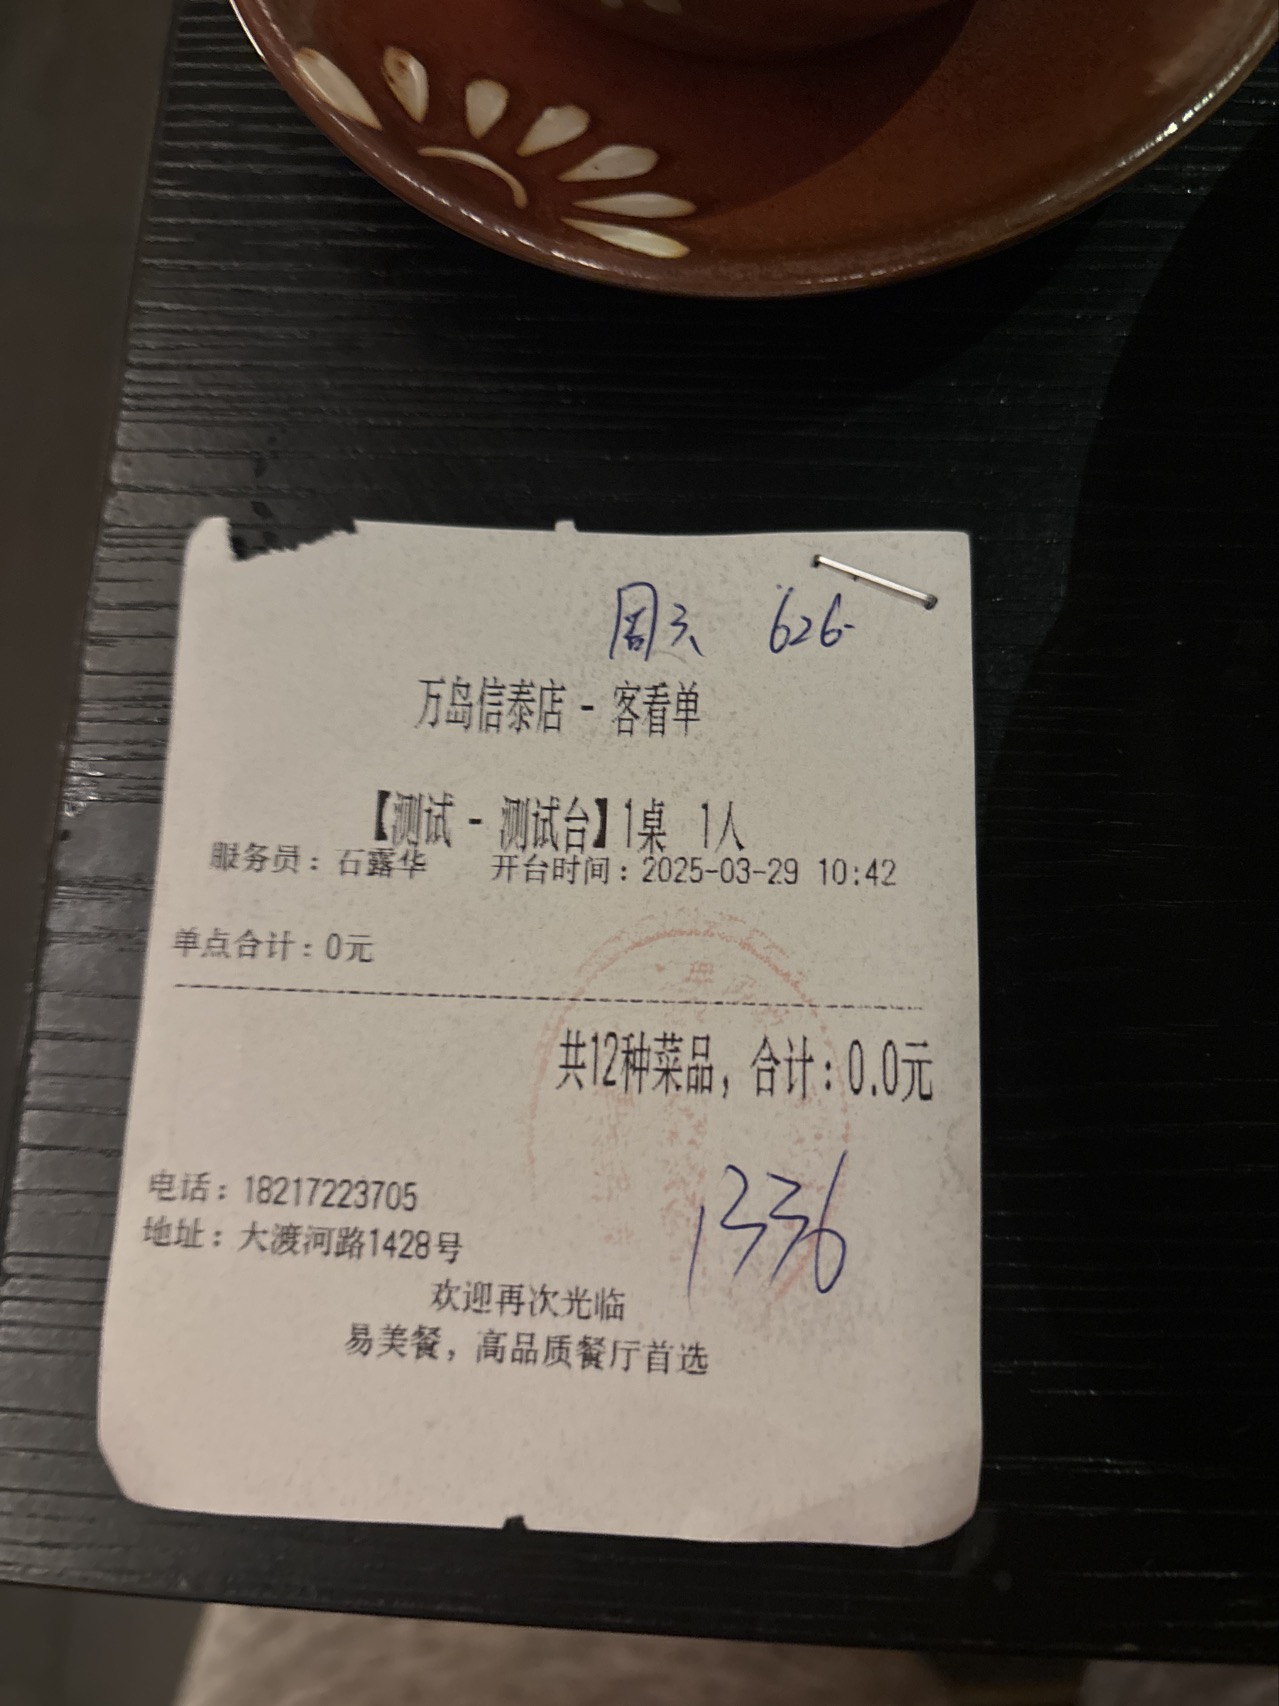 周六 626
万岛信泰店 - 客看单
【测试 - 测试台】1桌 1人
服务员：石露华 开台时间：2025-03-29 10:42
单点合计：0元
共12种菜品，合计：0.0元
1336
电话：18217223705
地址：大渡河路1428号
欢迎再次光临
易美餐，高品质餐厅首选